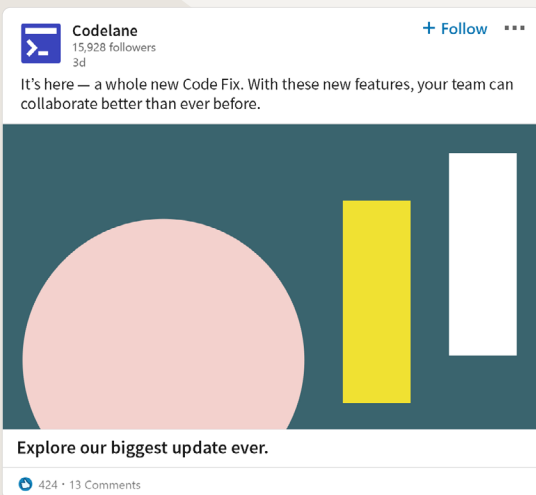 Codelane
+ Follow
15,928 followers
3d
It's here — a whole new Code Fix. With these new features, your team can
collaborate better than ever before.
Explore our biggest update ever.
424 • 13 Comments